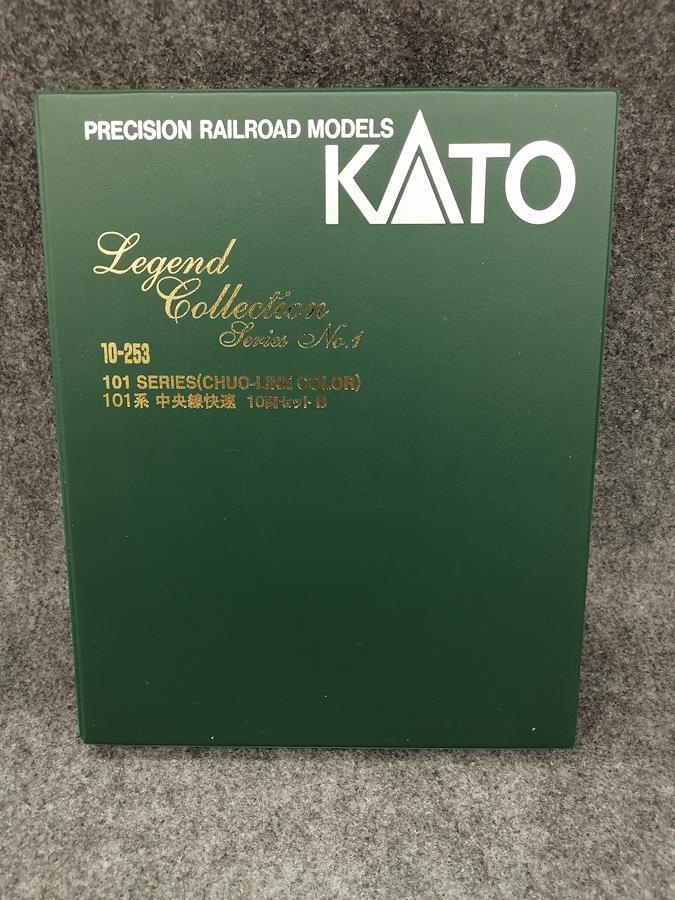 PRECISION RAILROAD MODELS
KATO
Legend
Collection
Series No.1
10-253
101 SERIES(CHUO-LINE COLOR)
101系 中央線快速 10両セット B